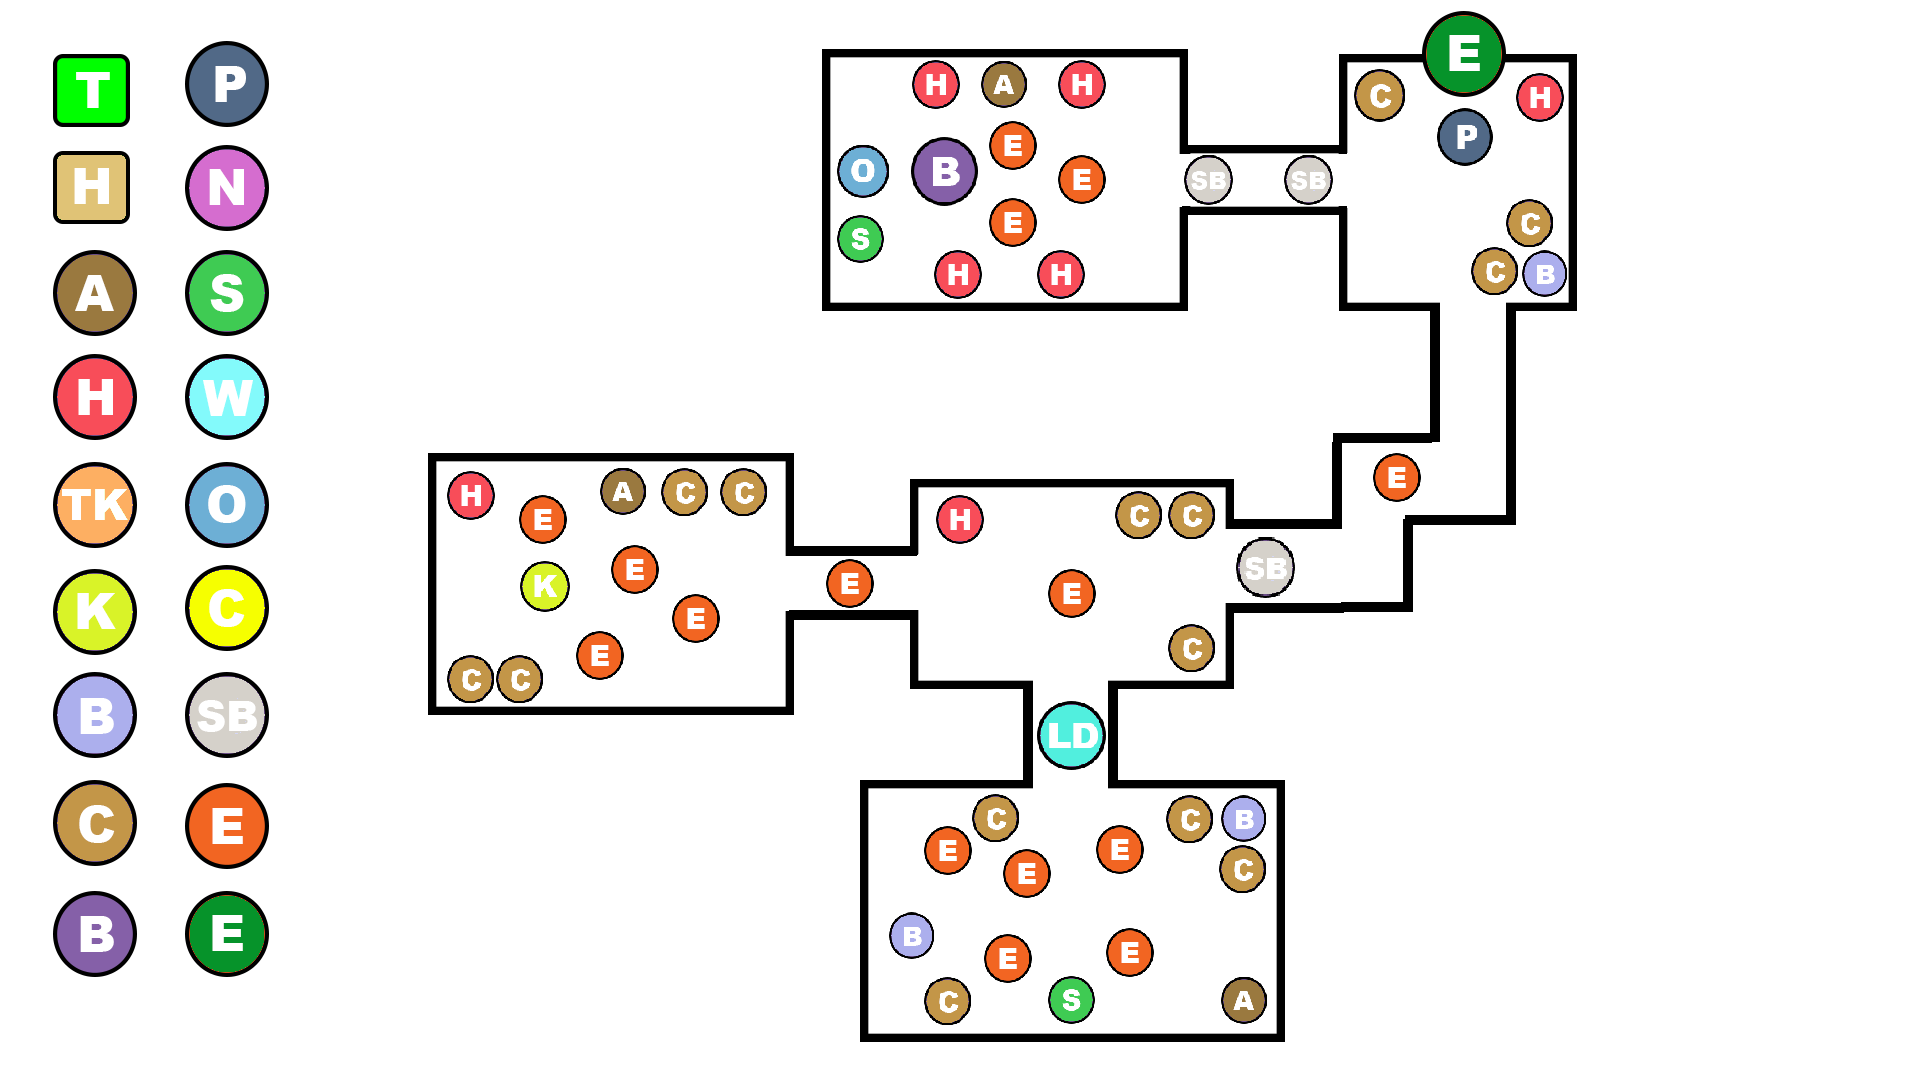 T P
H N
A S
H W
TK O
K C
B SB
C E
B E
H A H
E
O B E
S E
H H
SB SB
E
C H
P
C
C B
E
H A C C
E
K E
E
E
C C
E
H C C
E
C
SB
LD
C C B
E E E C
B
E E
C S A